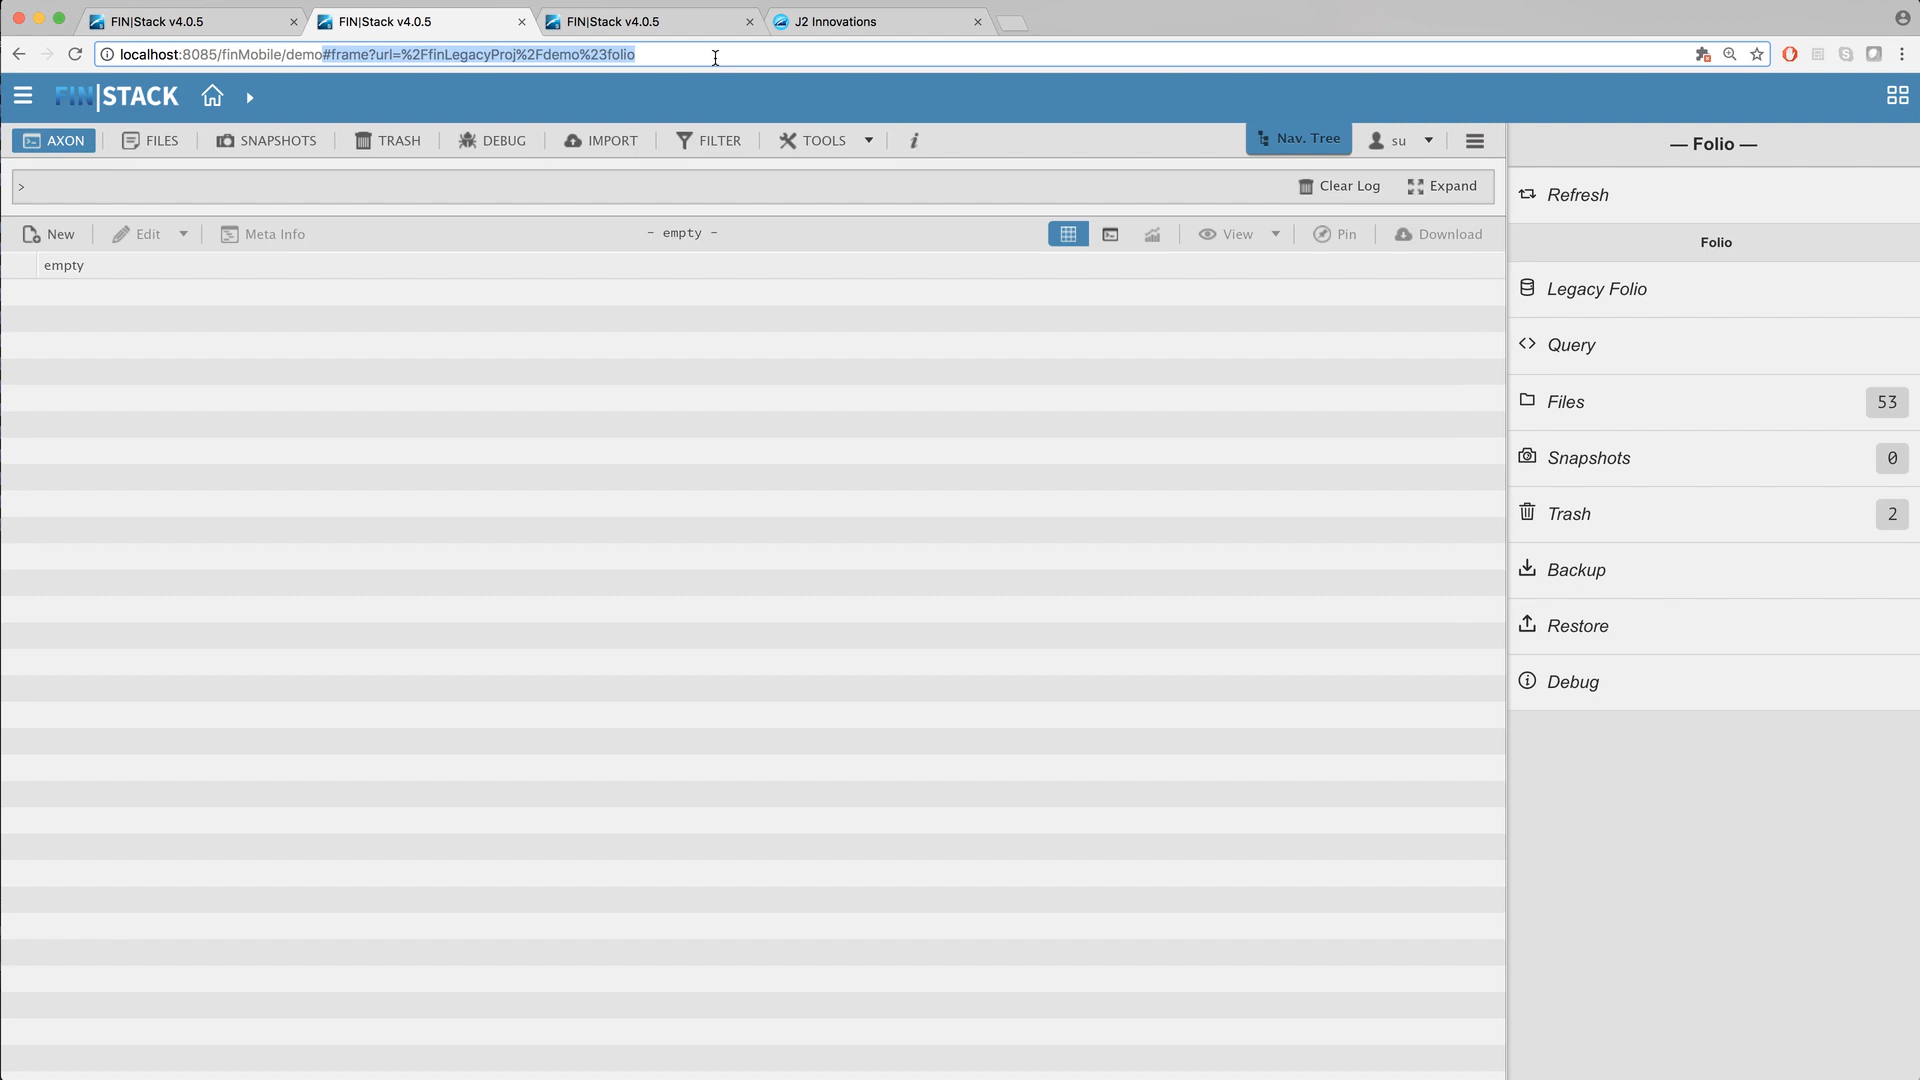 FIN|Stack v4.0.5
FIN|Stack v4.0.5
FIN|Stack v4.0.5
J2 Innovations
localhost:8085/finMobile/demo#frame?url=%2FfinLegacyProj%2Fdemo%23folio
FIN|STACK
AXON
FILES
SNAPSHOTS
TRASH
DEBUG
IMPORT
FILTER
TOOLS
Nav. Tree
su
>
Clear Log
Expand
New
Edit
Meta Info
- empty -
View
Pin
Download
empty
— Folio —
Refresh
Folio
Legacy Folio
Query
Files
53
Snapshots
0
Trash
2
Backup
Restore
Debug